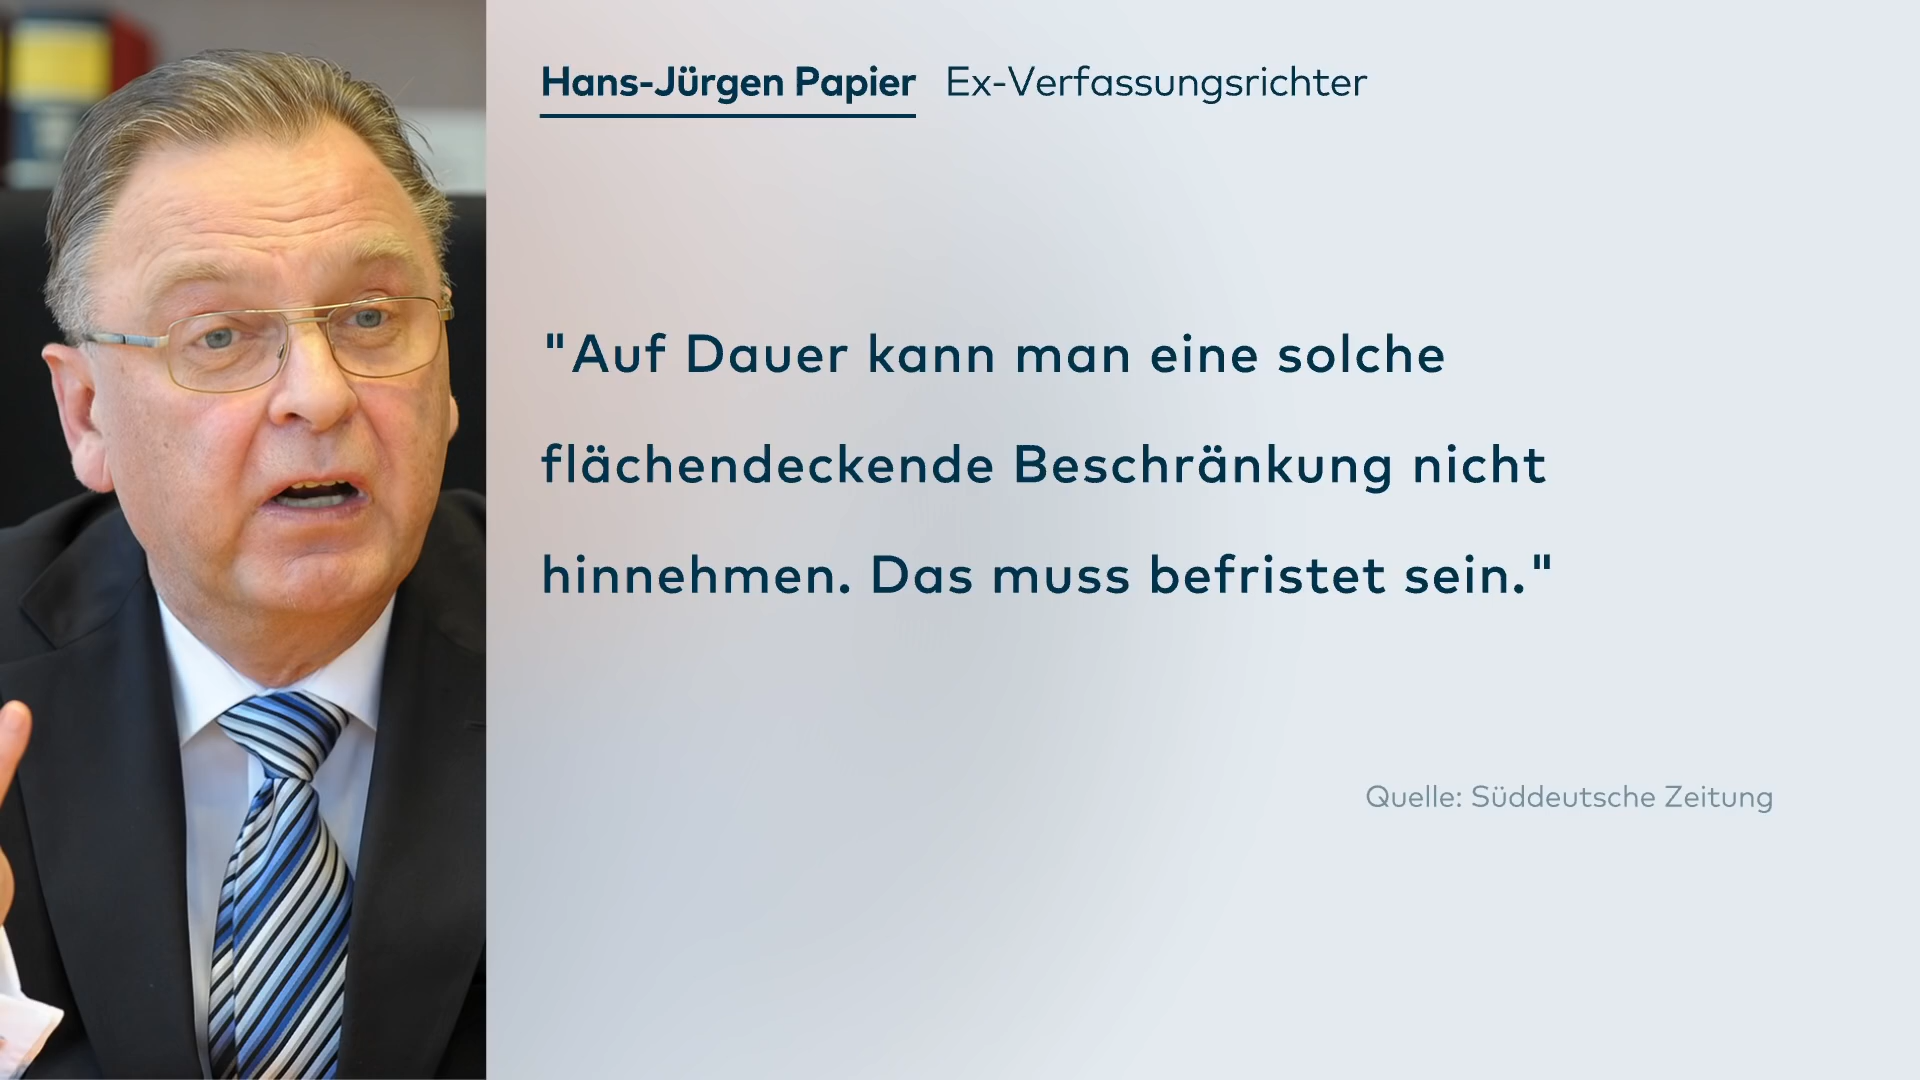 Hans-Jürgen Papier Ex-Verfassungsrichter
"Auf Dauer kann man eine solche
flächendeckende Beschränkung nicht
hinnehmen. Das muss befristet sein."
Quelle: Süddeutsche Zeitung